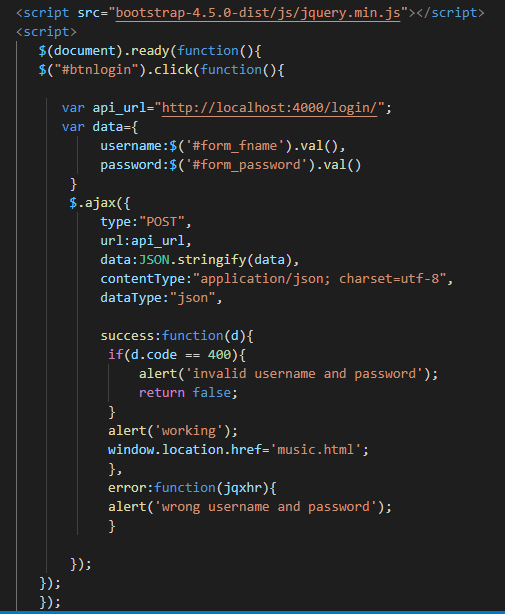 <script src="bootstrap-4.5.0-dist/js/jquery.min.js"></script>
<script>
$(document).ready(function(){
$("#btnlogin").click(function(){
var api_url="http://localhost:4000/login/";
var data={
username:$('#form_fname').val(),
password:$('#form_password').val()
}
$.ajax({
type:"POST",
url:api_url,
data:JSON.stringify(data),
contentType:"application/json; charset=utf-8",
dataType:"json",
success:function(d){
if(d.code == 400){
alert('invalid username and password');
return false;
}
alert('working');
window.location.href='music.html';
},
error:function(jqxhr){
alert('wrong username and password');
}
});
});
});